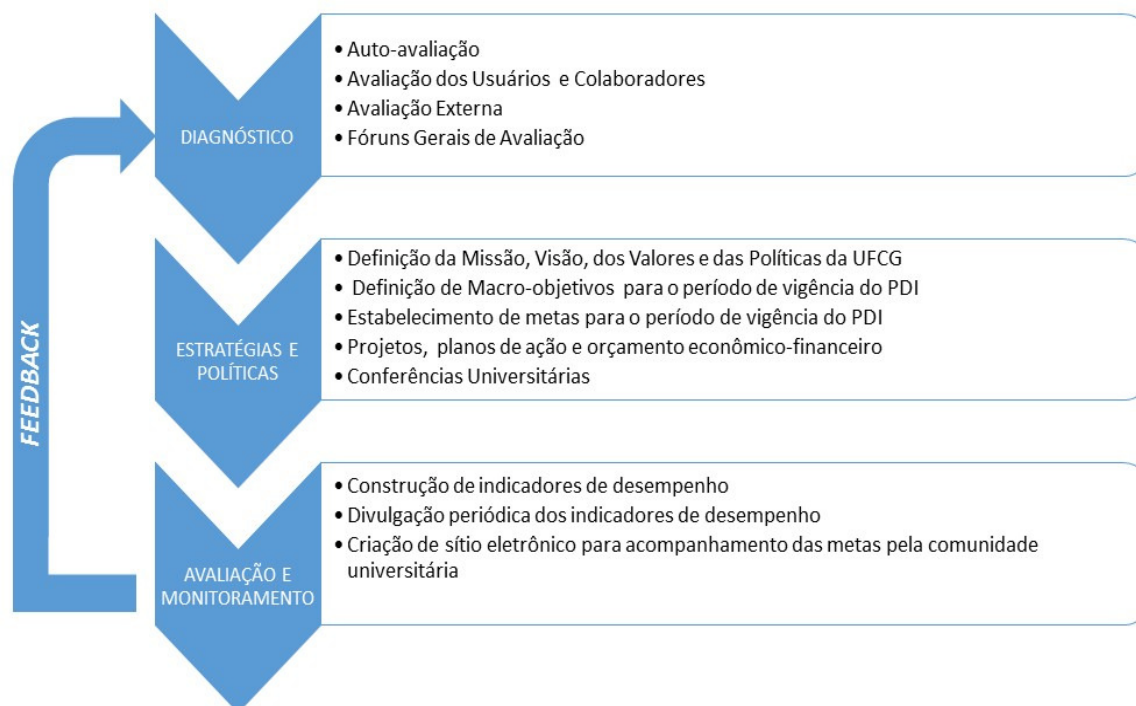 • Auto-avaliação
• Avaliação dos Usuários e Colaboradores
• Avaliação Externa
• Fóruns Gerais de Avaliação
DIAGNÓSTICO
• Definição da Missão, Visão, dos Valores e das Políticas da UFCG
• Definição de Macro-objetivos para o período de vigência do PDI
• Estabelecimento de metas para o período de vigência do PDI
• Projetos, planos de ação e orçamento econômico-financeiro
• Conferências Universitárias
ESTRATÉGIAS E
POLÍTICAS
FEEDBACK
• Construção de indicadores de desempenho
• Divulgação periódica dos indicadores de desempenho
• Criação de sítio eletrônico para acompanhamento das metas pela comunidade
universitária
AVALIAÇÃO E
MONITORAMENTO